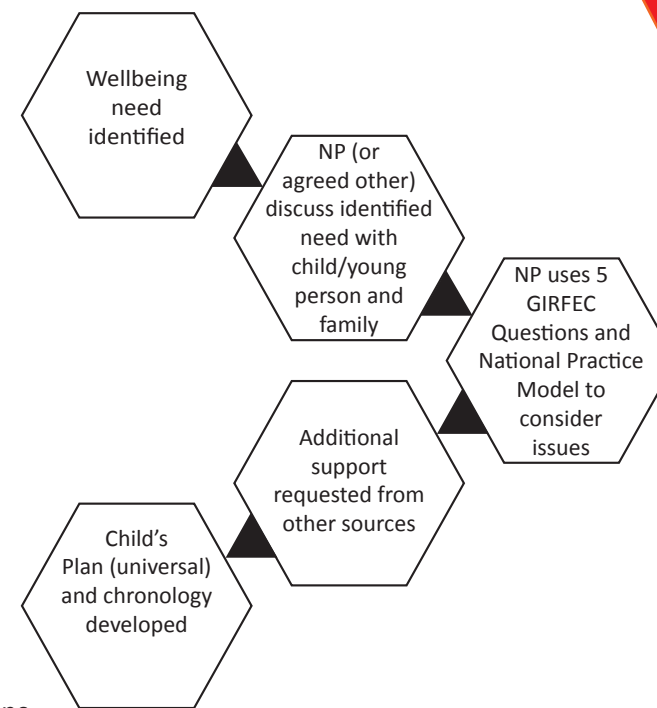 Wellbeing
need
identified
NP (or
agreed other)
discuss identified
need with
child/young
person and
family
NP uses 5
GIRFEC
Questions and
National Practice
Model to
consider
issues
Additional
support
requested from
other sources
Child's
Plan (universal)
and chronology
developed